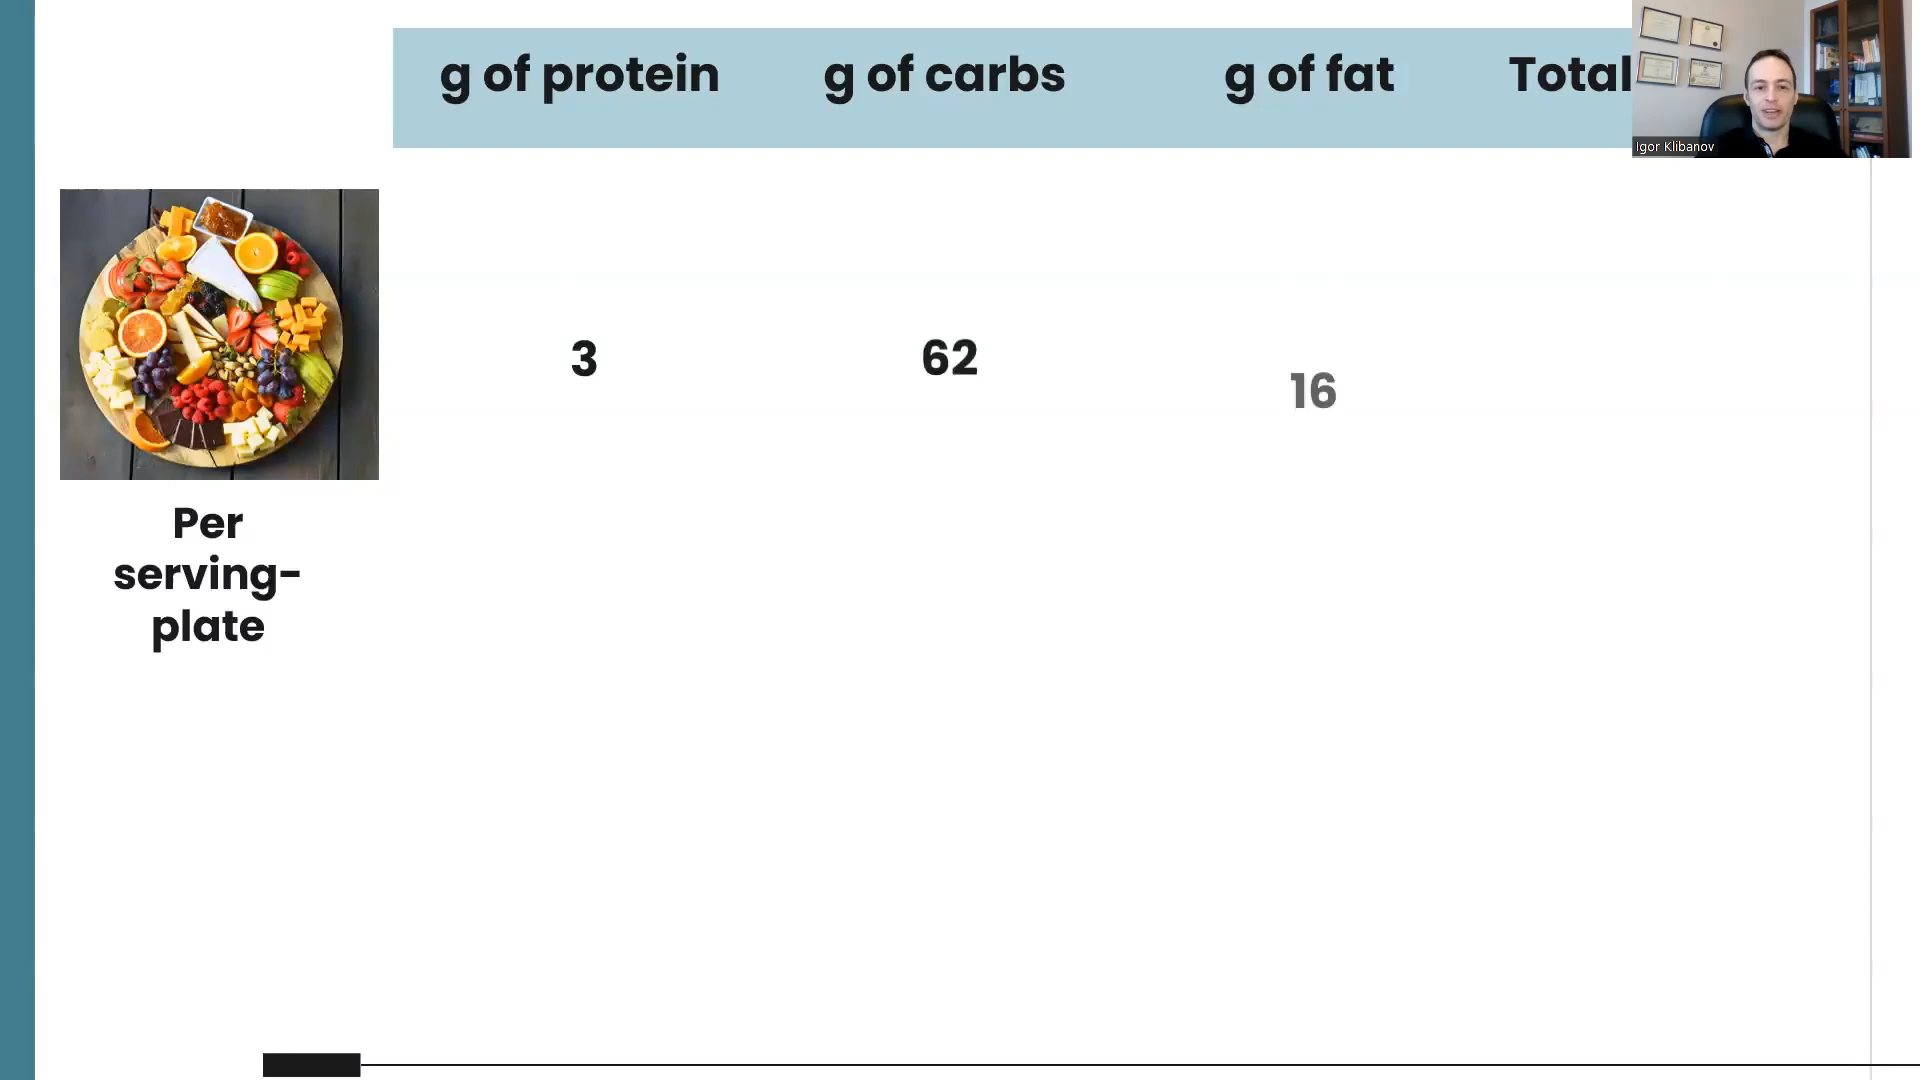 g of protein g of carbs g of fat Total
Igor Klibanov
3 62 16
Per
serving-
plate